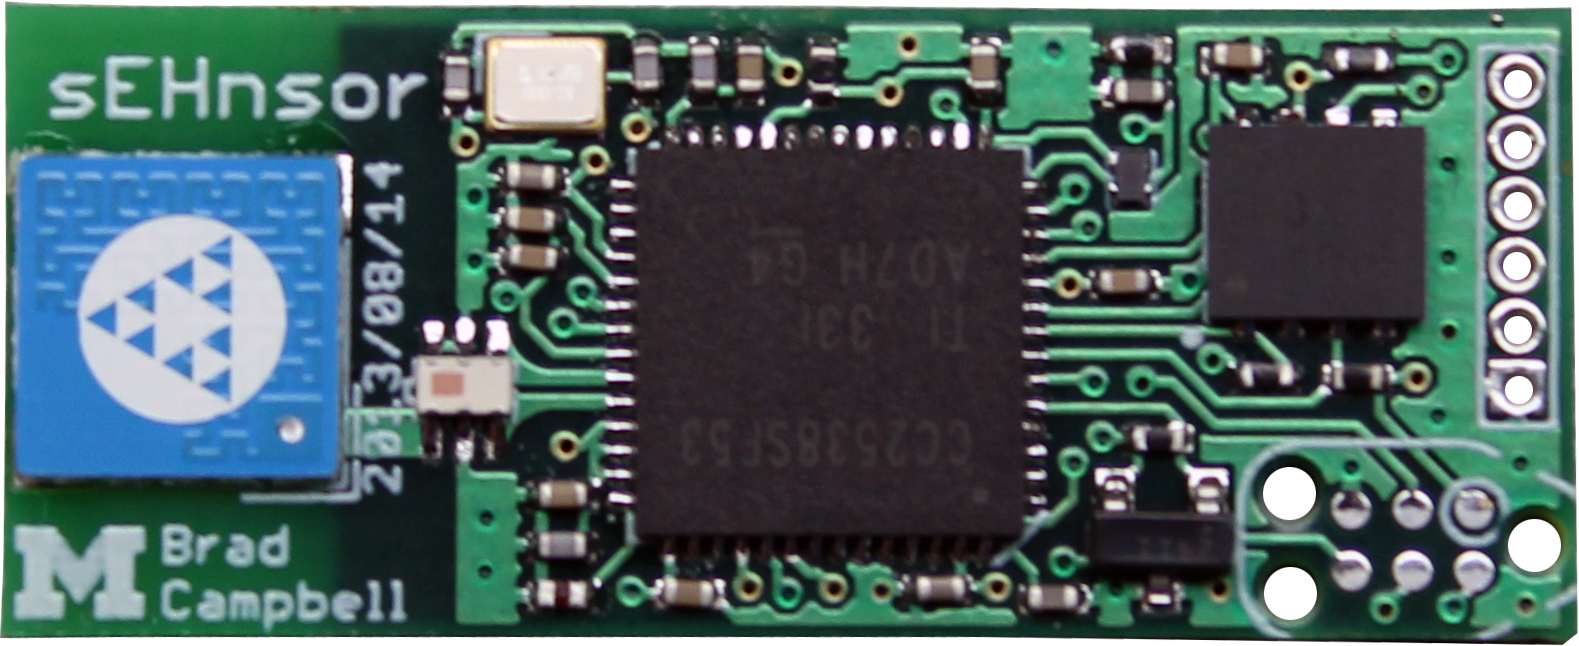 sEHnsor
2013/08/14
M Brad
Campbell
CC2538SF53
TI 33I
AD7H G4